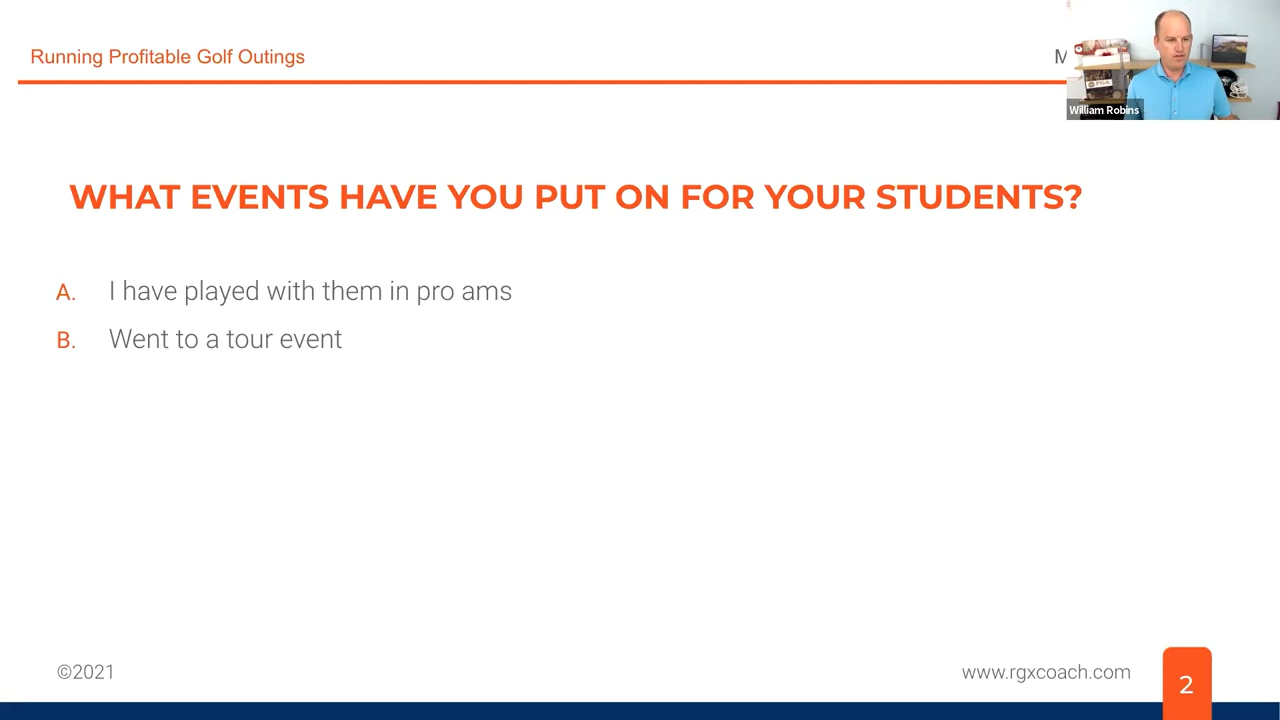 Running Profitable Golf Outings
M
William Robins
WHAT EVENTS HAVE YOU PUT ON FOR YOUR STUDENTS?
A. I have played with them in pro ams
B. Went to a tour event
©2021
www.rgxcoach.com
2